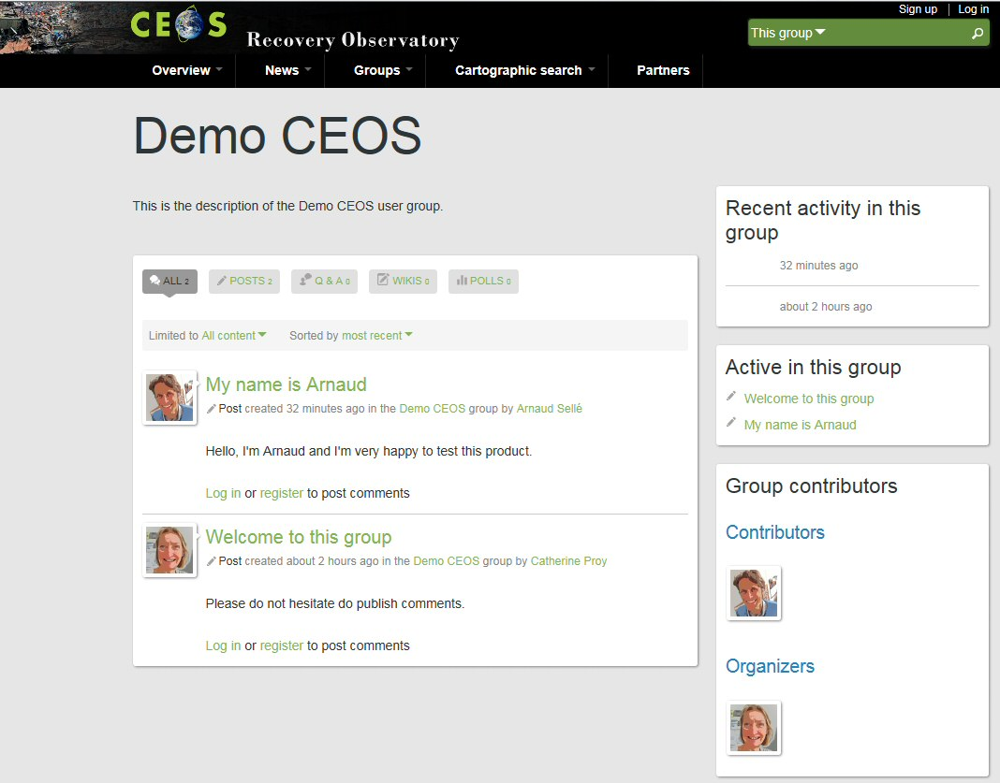 Sign up | Log in
CEOS
Recovery Observatory
This group
Overview News Groups Cartographic search Partners
Demo CEOS
This is the description of the Demo CEOS user group.
ALL 2 POSTS 2 Q & A 0 WIKIS 0 POLLS 0
Limited to All content Sorted by most recent
My name is Arnaud
Post created 32 minutes ago in the Demo CEOS group by Arnaud Sellé
Hello, I'm Arnaud and I'm very happy to test this product.
Log in or register to post comments
Welcome to this group
Post created about 2 hours ago in the Demo CEOS group by Catherine Proy
Please do not hesitate do publish comments.
Log in or register to post comments
Recent activity in this
group
32 minutes ago
about 2 hours ago
Active in this group
Welcome to this group
My name is Arnaud
Group contributors
Contributors
Organizers